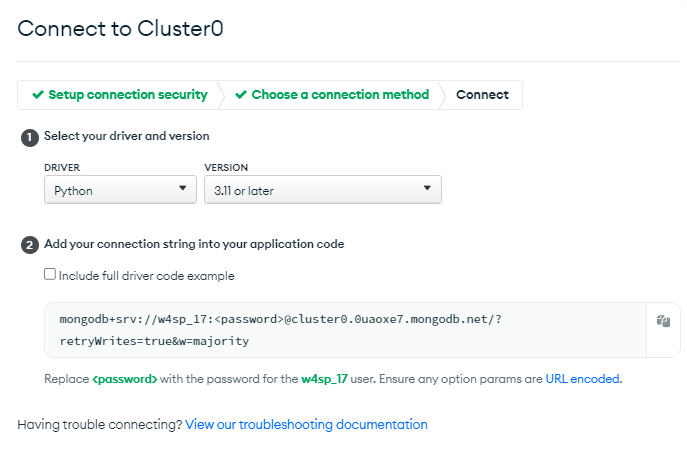 Connect to Cluster0
✔ Setup connection security ✔ Choose a connection method Connect
1 Select your driver and version
DRIVER VERSION
Python 3.11 or later
2 Add your connection string into your application code
Include full driver code example
mongodb+srv://w4sp_17:<password>@cluster0.0uaoxe7.mongodb.net/?
retryWrites=true&w=majority
Replace <password> with the password for the w4sp_17 user. Ensure any option params are URL encoded.
Having trouble connecting? View our troubleshooting documentation